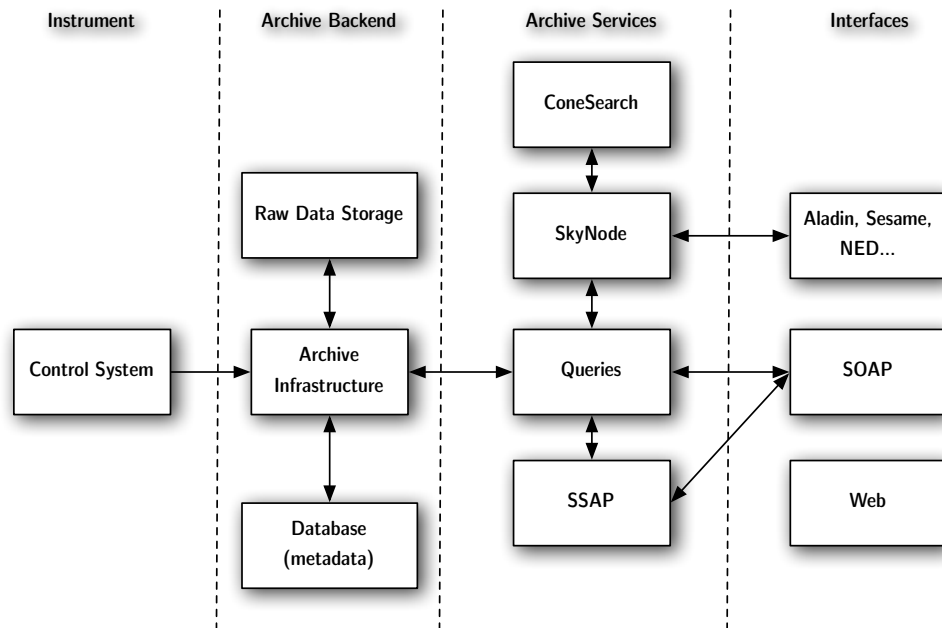 Instrument
Archive Backend
Archive Services
Interfaces
ConeSearch
Raw Data Storage
SkyNode
Aladin, Sesame,
NED...
Control System
Archive
Infrastructure
Queries
SOAP
Database
(metadata)
SSAP
Web